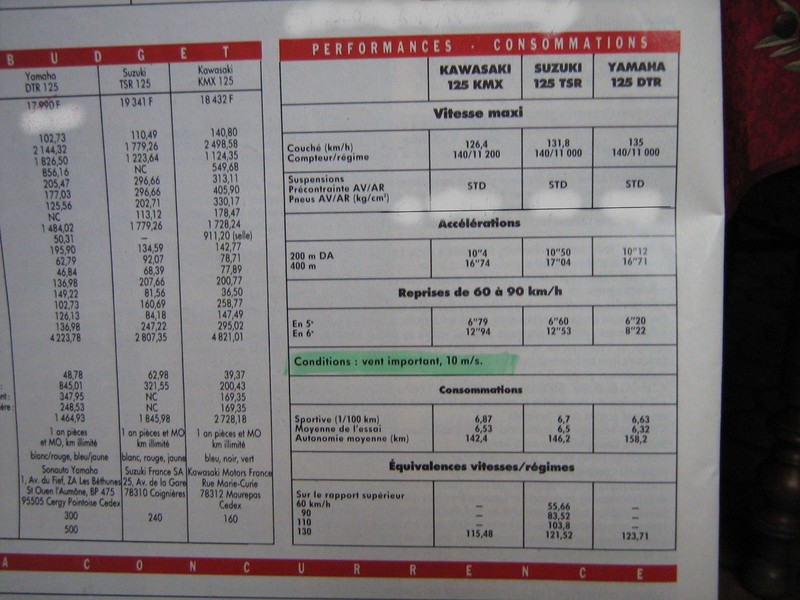 B U D G E T
Yamaha DTR 125 Suzuki TSR 125 Kawasaki KMX 125
17 990 F 19 341 F 18 432 F
102,73 110,49 140,80
2 144,32 1 779,26 2 498,58
1 826,50 1 223,64 1 124,35
856,16 NC 549,68
205,47 296,66 313,11
177,03 296,66 405,90
125,56 202,71 330,17
NC 113,12 178,47
1 484,02 1 779,26 1 728,24
50,31 – 911,20 (selle)
195,90 134,59 142,77
62,79 92,07 78,71
46,84 68,39 77,89
136,98 207,66 200,77
149,22 81,56 36,50
102,73 160,69 258,77
126,13 84,18 147,49
136,98 247,22 295,02
4 223,78 2 807,35 4 821,01
48,78 62,98 39,37
845,01 321,55 200,43
347,95 NC 169,35
248,53 NC 169,35
1 464,93 1 845,98 2 728,18
1 an pièces 1 an pièces et MO 1 an pièces et MO
et MO, km illimité km illimité km illimité
blanc/rouge, bleu/jaune blanc, rouge, jaune bleu, noir, vert
Sonauto Yamaha Suzuki France SA Kawasaki Motors France
1, Av. du Fief, ZA Les Béthunes 25, Av. de la Gare Rue Marie-Curie
St Ouen l'Aumône, BP 475 78310 Coignières 78312 Maurepas
95505 Cergy Pointoise Cedex Cedex
300 240 160
500
PERFORMANCES · CONSOMMATIONS
KAWASAKI SUZUKI YAMAHA
125 KMX 125 TSR 125 DTR
Vitesse maxi
Couché (km/h) 126,4 131,8 135
Compteur/régime 140/11 200 140/11 000 140/11 000
Suspensions
Précontrainte AV/AR STD STD STD
Pneus AV/AR (kg/cm²)
Accélérations
200 m DA 10"4 10"50 10"12
400 m 16"74 17"04 16"71
Reprises de 60 à 90 km/h
En 5e 6"79 6"60 6"20
En 6e 12"94 12"53 8"22
Conditions : vent important, 10 m/s.
Consommations
Sportive (1/100 km) 6,87 6,7 6,63
Moyenne de l'essai 6,53 6,5 6,32
Autonomie moyenne (km) 142,4 146,2 158,2
Équivalences vitesses/régimes
Sur le rapport supérieur
60 km/h – 55,66 –
90 – 83,52 –
110 – 103,8 –
130 115,48 121,52 123,71
A C O N C U R R E N C E